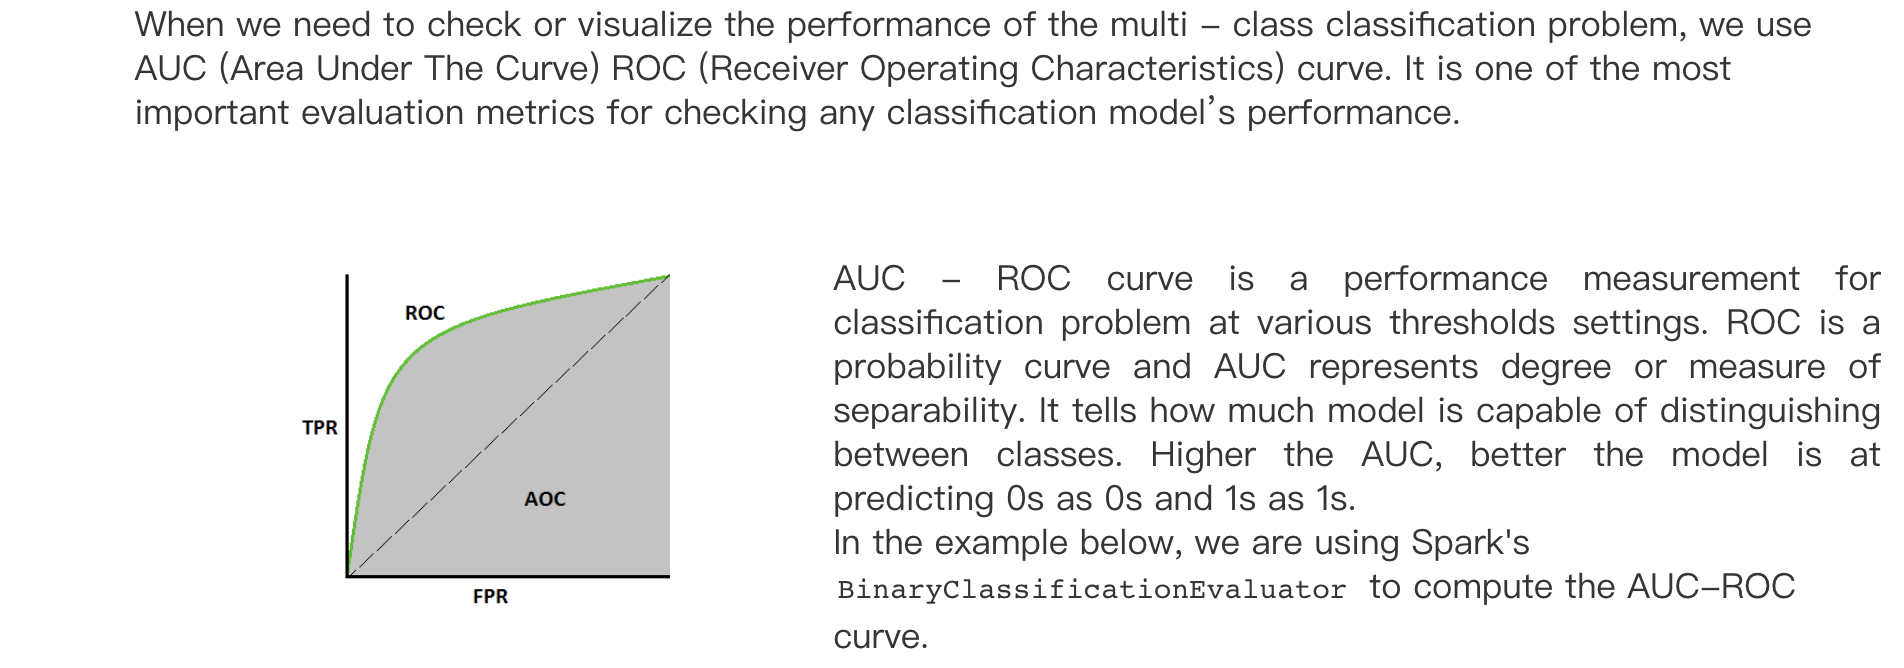 When we need to check or visualize the performance of the multi – class classification problem, we use
AUC (Area Under The Curve) ROC (Receiver Operating Characteristics) curve. It is one of the most
important evaluation metrics for checking any classification model’s performance.
ROC
TPR
AOC
FPR
AUC – ROC curve is a performance measurement for
classification problem at various thresholds settings. ROC is a
probability curve and AUC represents degree or measure of
separability. It tells how much model is capable of distinguishing
between classes. Higher the AUC, better the model is at
predicting 0s as 0s and 1s as 1s.
In the example below, we are using Spark's
BinaryClassificationEvaluator to compute the AUC–ROC
curve.